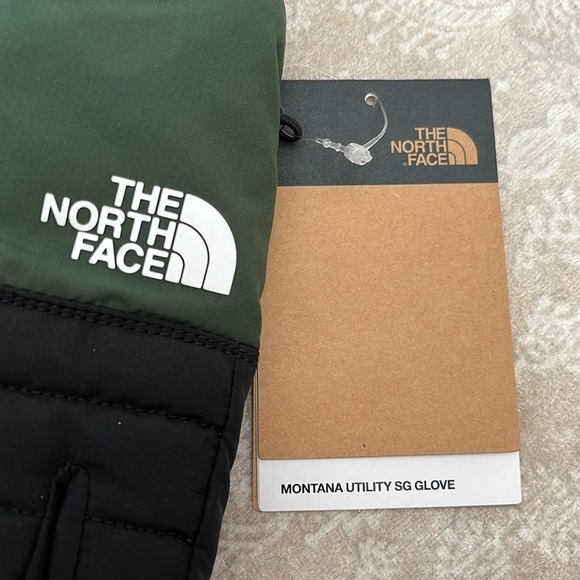 THE
NORTH
FACE
THE
NORTH
FACE
MONTANA UTILITY SG GLOVE